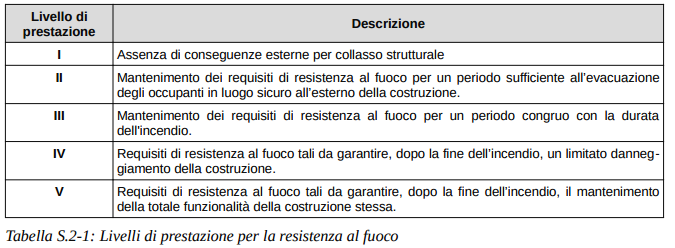 Livello di
prestazione
Descrizione
I
Assenza di conseguenze esterne per collasso strutturale
II
Mantenimento dei requisiti di resistenza al fuoco per un periodo sufficiente all'evacuazione
degli occupanti in luogo sicuro all'esterno della costruzione.
III
Mantenimento dei requisiti di resistenza al fuoco per un periodo congruo con la durata
dell'incendio.
IV
Requisiti di resistenza al fuoco tali da garantire, dopo la fine dell'incendio, un limitato danneg-
giamento della costruzione.
V
Requisiti di resistenza al fuoco tali da garantire, dopo la fine dell'incendio, il mantenimento
della totale funzionalità della costruzione stessa.
Tabella S.2-1: Livelli di prestazione per la resistenza al fuoco